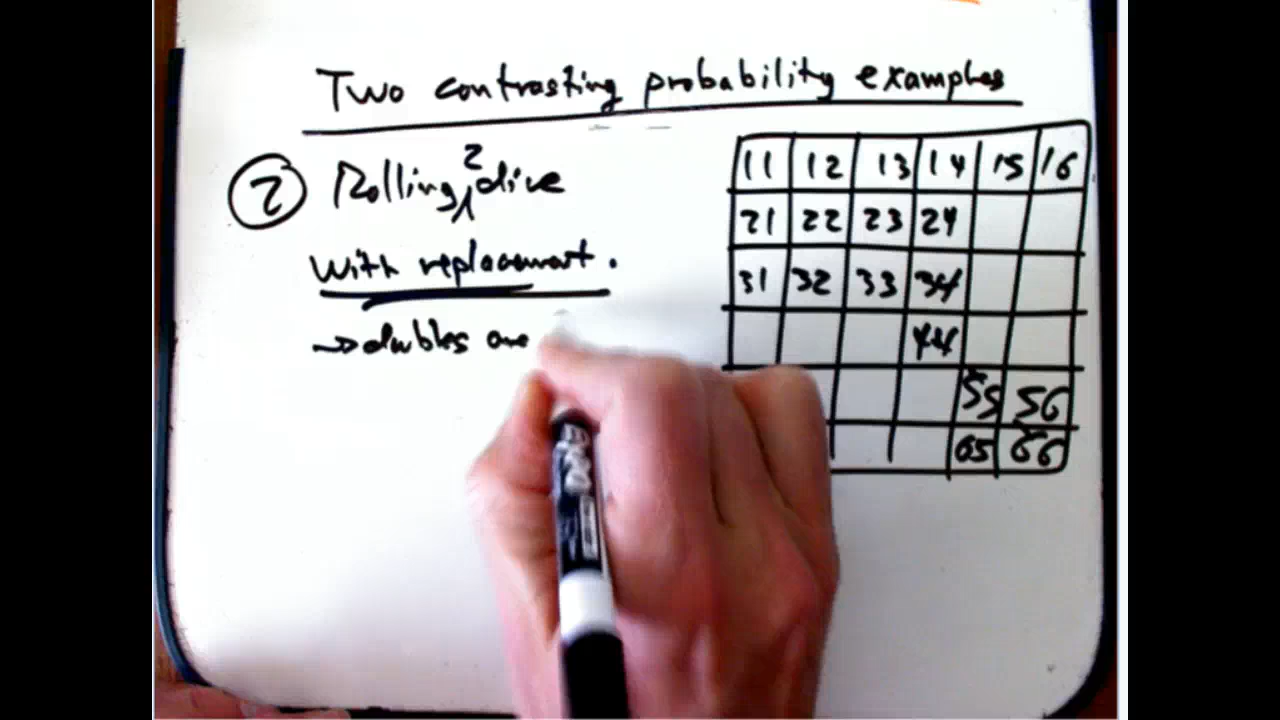 Two contrasting probability examples
2 Rolling 2 dice
with replacement.
→ doubles are
11 12 13 14 15 16
21 22 23 24
31 32 33 34
44
55 56
65 66